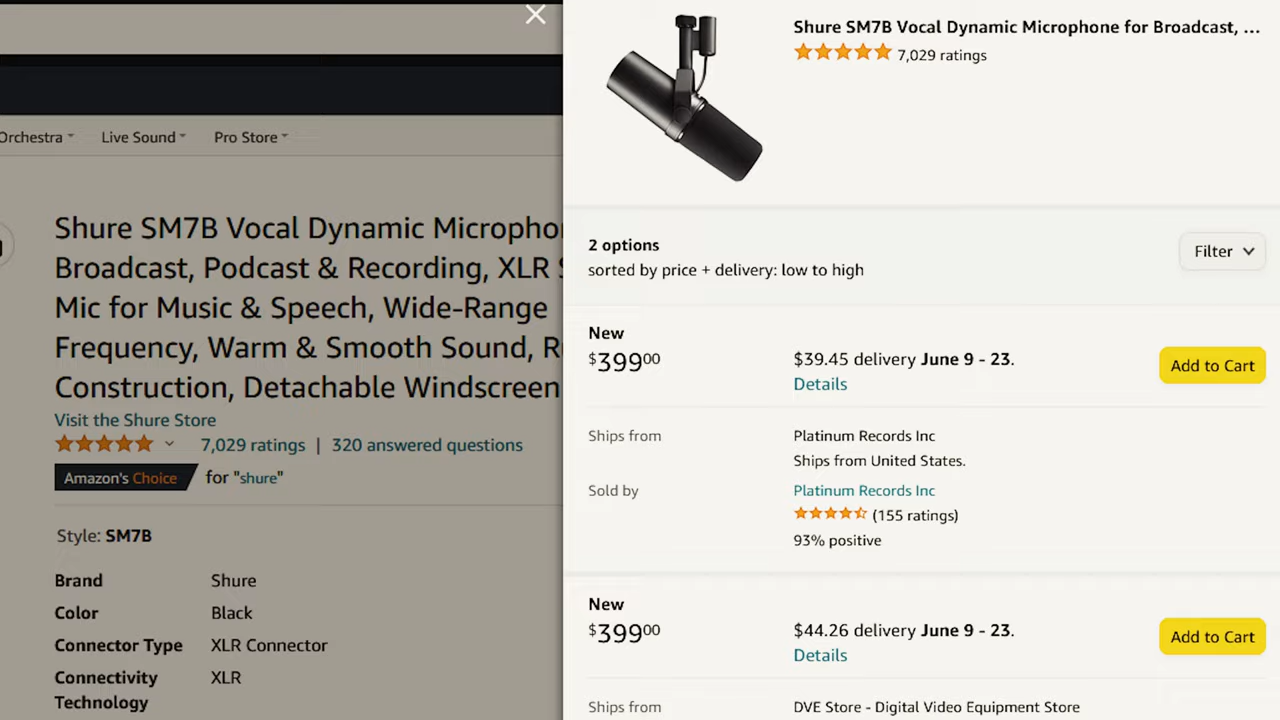 Orchestra
Live Sound
Pro Store
Shure SM7B Vocal Dynamic Micropho
Broadcast, Podcast & Recording, XLR
Mic for Music & Speech, Wide-Range
Frequency, Warm & Smooth Sound, R
Construction, Detachable Windscreen
Visit the Shure Store
7,029 ratings | 320 answered questions
Amazon's Choice for "shure"
Style: SM7B
Brand Shure
Color Black
Connector Type XLR Connector
Connectivity XLR
Technology
Shure SM7B Vocal Dynamic Microphone for Broadcast, ...
7,029 ratings
2 options
sorted by price + delivery: low to high
Filter
New
$39900
$39.45 delivery June 9 - 23.
Details
Add to Cart
Ships from
Platinum Records Inc
Ships from United States.
Sold by
Platinum Records Inc
(155 ratings)
93% positive
New
$39900
$44.26 delivery June 9 - 23.
Details
Add to Cart
Ships from
DVE Store - Digital Video Equipment Store